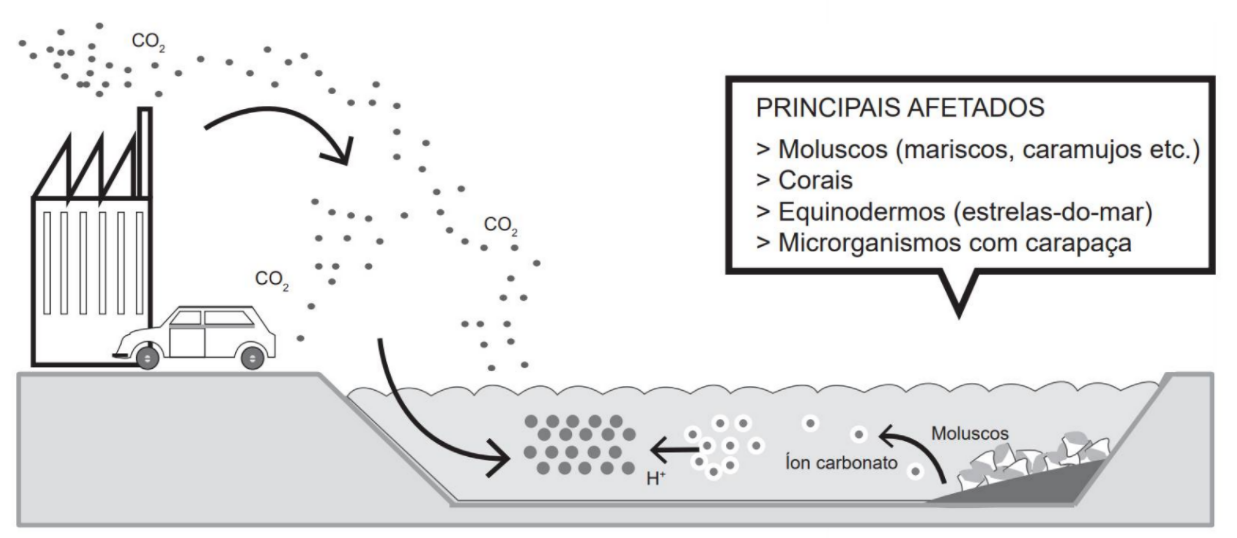 CO₂
PRINCIPAIS AFETADOS
> Moluscos (mariscos, caramujos etc.)
> Corais
> Equinodermos (estrelas-do-mar)
> Microrganismos com carapaça
CO₂
CO₂
Moluscos
Íon carbonato
H⁺